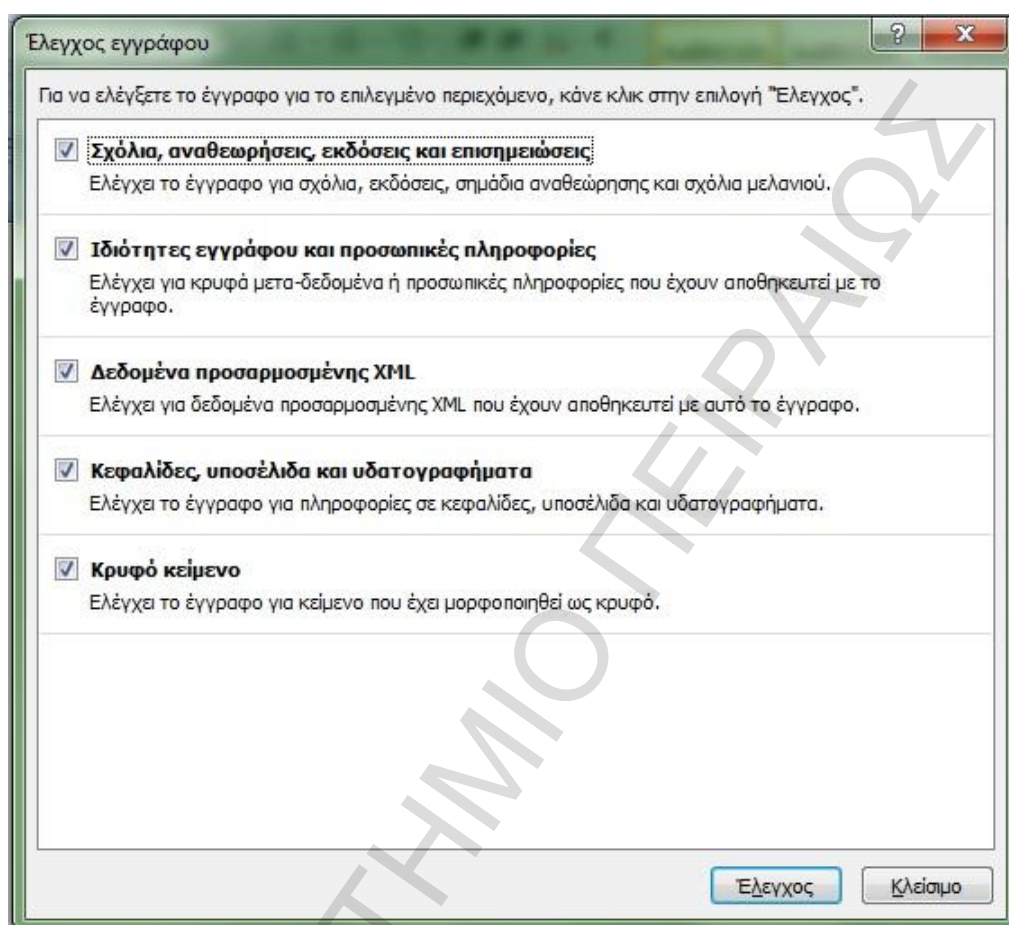 Έλεγχος εγγράφου
Για να ελέγξετε το έγγραφο για το επιλεγμένο περιεχόμενο, κάνε κλικ στην επιλογή "Έλεγχος".
Σχόλια, αναθεωρήσεις, εκδόσεις και επισημειώσεις
Ελέγχει το έγγραφο για σχόλια, εκδόσεις, σημάδια αναθεώρησης και σχόλια μελανιού.
Ιδιότητες εγγράφου και προσωπικές πληροφορίες
Ελέγχει για κρυφά μετα-δεδομένα ή προσωπικές πληροφορίες που έχουν αποθηκευτεί με το
έγγραφο.
Δεδομένα προσαρμοσμένης XML
Ελέγχει για δεδομένα προσαρμοσμένης XML που έχουν αποθηκευτεί με αυτό το έγγραφο.
Κεφαλίδες, υποσέλιδα και υδατογραφήματα
Ελέγχει το έγγραφο για πληροφορίες σε κεφαλίδες, υποσέλιδα και υδατογραφήματα.
Κρυφό κείμενο
Ελέγχει το έγγραφο για κείμενο που έχει μορφοποιηθεί ως κρυφό.
Έλεγχος Κλείσιμο
ΤΗΜΙΟ ΠΕΙΡΑΙΩΣ